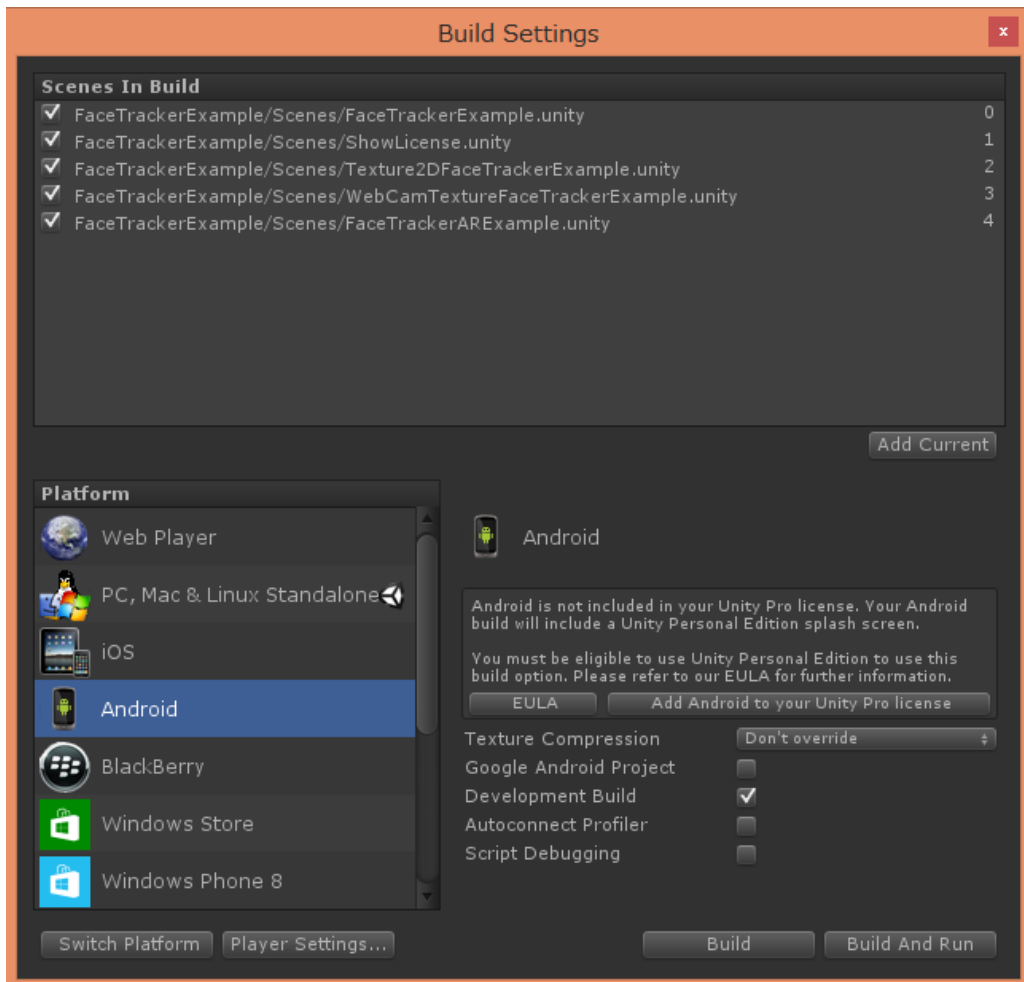 Build Settings
x
Scenes In Build
FaceTrackerExample/Scenes/FaceTrackerExample.unity 0
FaceTrackerExample/Scenes/ShowLicense.unity 1
FaceTrackerExample/Scenes/Texture2DFaceTrackerExample.unity 2
FaceTrackerExample/Scenes/WebCamTextureFaceTrackerExample.unity 3
FaceTrackerExample/Scenes/FaceTrackerARExample.unity 4
Add Current
Platform
Web Player
PC, Mac & Linux Standalone
iOS
Android
BlackBerry
Windows Store
Windows Phone 8
Android
Android is not included in your Unity Pro license. Your Android
build will include a Unity Personal Edition splash screen.
You must be eligible to use Unity Personal Edition to use this
build option. Please refer to our EULA for further information.
EULA Add Android to your Unity Pro license
Texture Compression Don't override
Google Android Project
Development Build
Autoconnect Profiler
Script Debugging
Switch Platform Player Settings... Build Build And Run